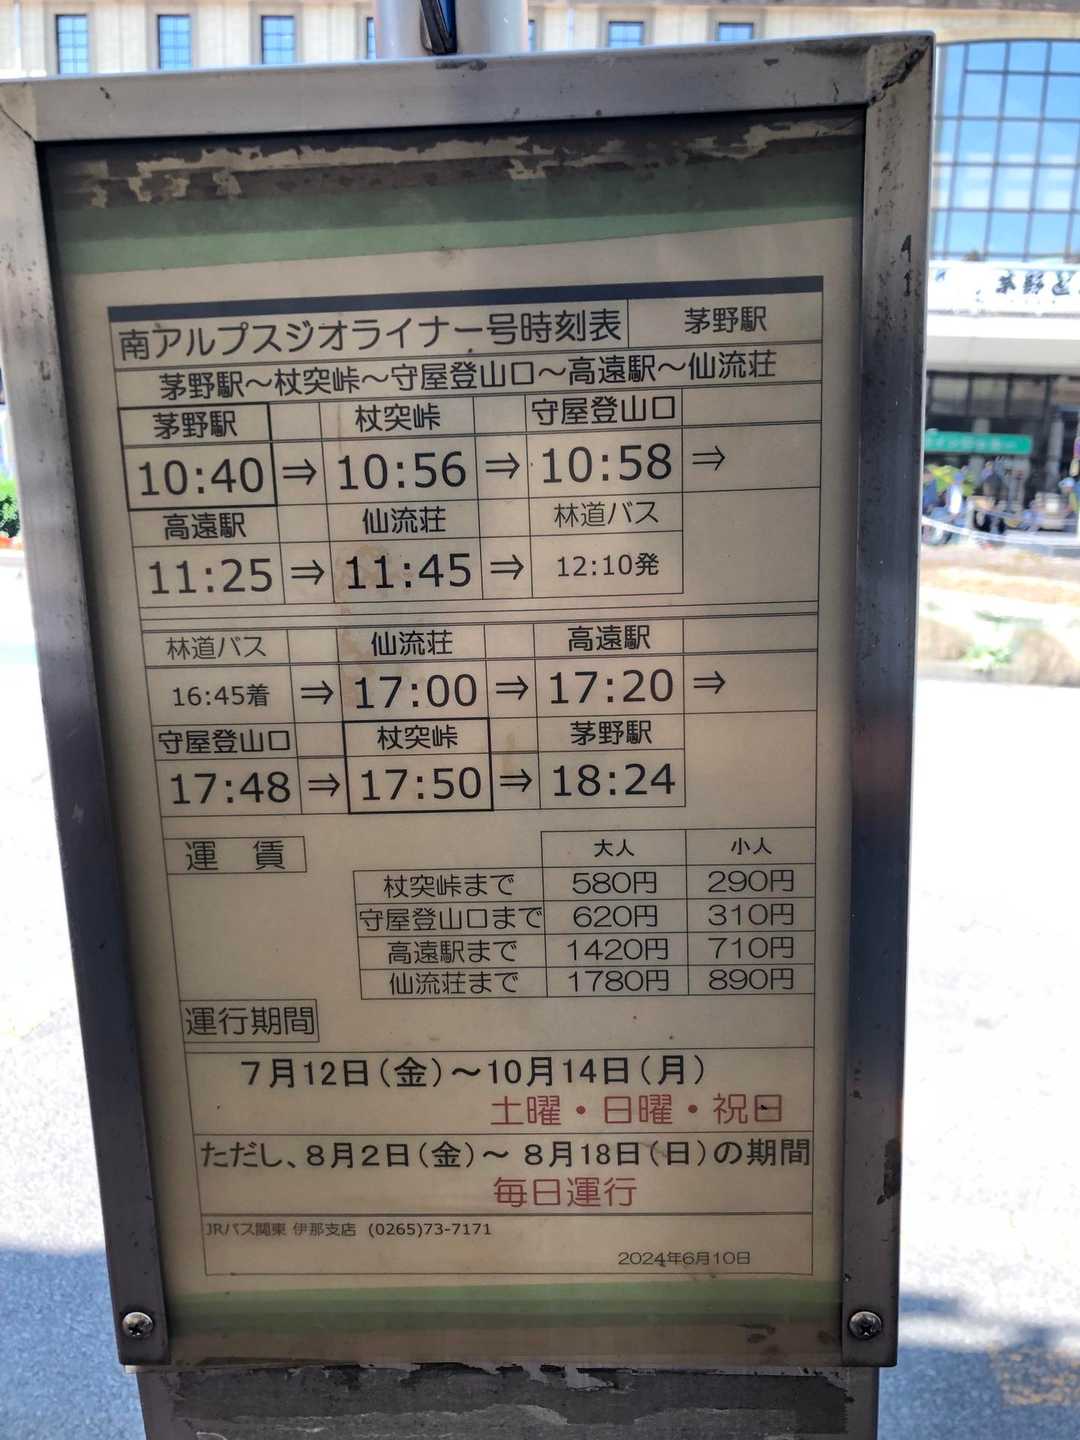 南アルプスジオライナー号時刻表 茅野駅
茅野駅～杖突峠～守屋登山口～高遠駅～仙流荘
茅野駅 杖突峠 守屋登山口
10:40 ⇒ 10:56 ⇒ 10:58 ⇒
高遠駅 仙流荘 林道バス
11:25 ⇒ 11:45 ⇒ 12:10発
林道バス 仙流荘 高遠駅
16:45着 ⇒ 17:00 ⇒ 17:20 ⇒
守屋登山口 杖突峠 茅野駅
17:48 ⇒ 17:50 ⇒ 18:24
運 賃 大人 小人
杖突峠まで 580円 290円
守屋登山口まで 620円 310円
高遠駅まで 1420円 710円
仙流荘まで 1780円 890円
運行期間
7月12日(金)～10月14日(月)
土曜・日曜・祝日
ただし、8月2日(金)～ 8月18日(日)の期間
毎日運行
JRバス関東 伊那支店 (0265)73-7171
2024年6月10日